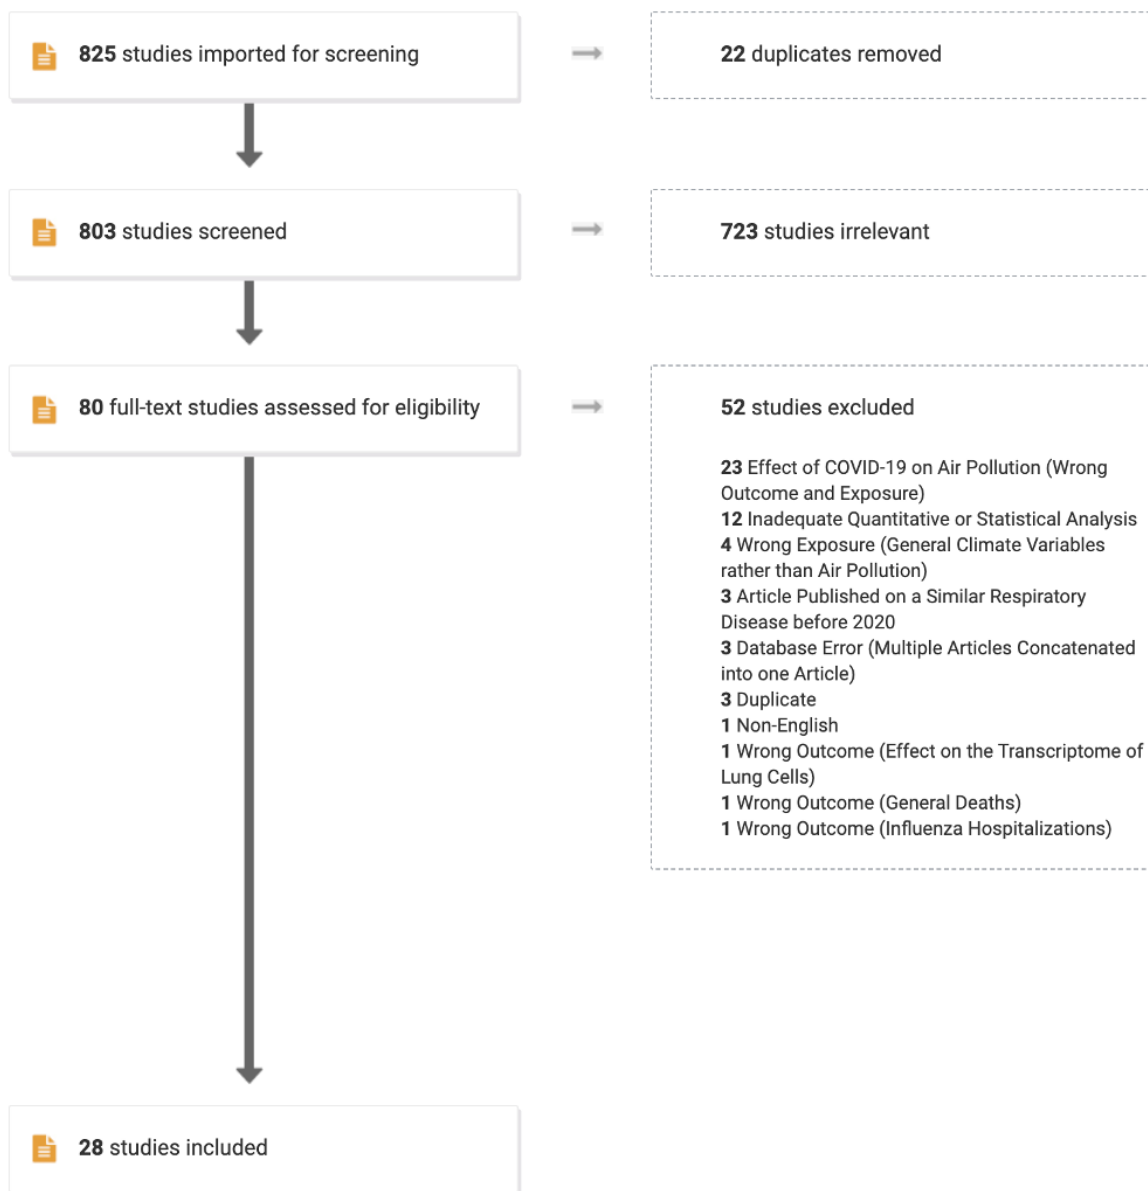 825 studies imported for screening
22 duplicates removed
803 studies screened
723 studies irrelevant
80 full-text studies assessed for eligibility
52 studies excluded
23 Effect of COVID-19 on Air Pollution (Wrong
Outcome and Exposure)
12 Inadequate Quantitative or Statistical Analysis
4 Wrong Exposure (General Climate Variables
rather than Air Pollution)
3 Article Published on a Similar Respiratory
Disease before 2020
3 Database Error (Multiple Articles Concatenated
into one Article)
3 Duplicate
1 Non-English
1 Wrong Outcome (Effect on the Transcriptome of
Lung Cells)
1 Wrong Outcome (General Deaths)
1 Wrong Outcome (Influenza Hospitalizations)
28 studies included